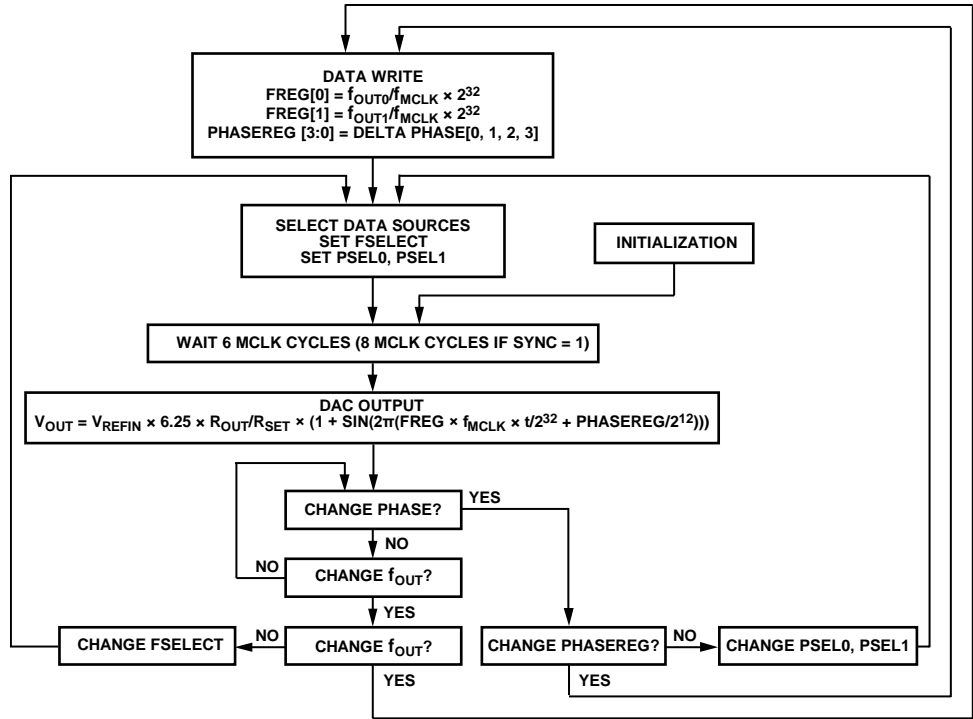 DATA WRITE
FREG[0] = fOUT0/fMCLK × 2³²
FREG[1] = fOUT1/fMCLK × 2³²
PHASEREG [3:0] = DELTA PHASE[0, 1, 2, 3]
SELECT DATA SOURCES
SET FSELECT
SET PSEL0, PSEL1
INITIALIZATION
WAIT 6 MCLK CYCLES (8 MCLK CYCLES IF SYNC = 1)
DAC OUTPUT
VOUT = VREFIN × 6.25 × ROUT/RSET × (1 + SIN(2π(FREG × fMCLK × t/2³² + PHASEREG/2¹²)))
CHANGE PHASE?
YES
NO
NO
CHANGE fOUT?
YES
CHANGE FSELECT
NO
CHANGE fOUT?
YES
CHANGE PHASEREG?
NO
CHANGE PSEL0, PSEL1
YES